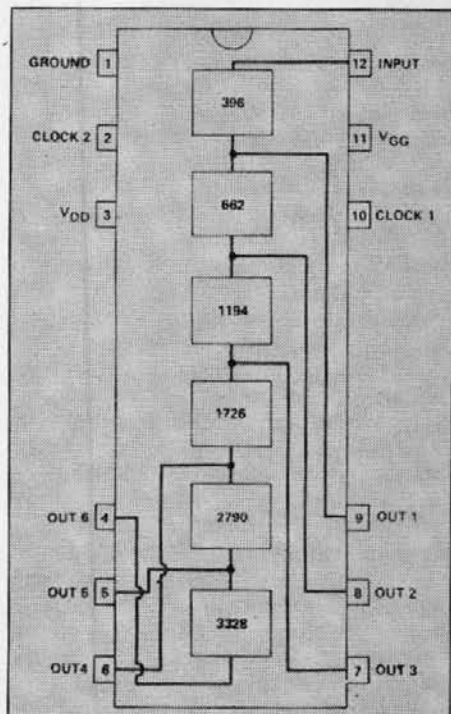 GROUND 1
12 INPUT
396
CLOCK 2 2
11 VGG
662
VDD 3
10 CLOCK 1
1194
1726
OUT 6 4
2790
9 OUT 1
OUT 5 5
8 OUT 2
3328
OUT4 6
7 OUT 3